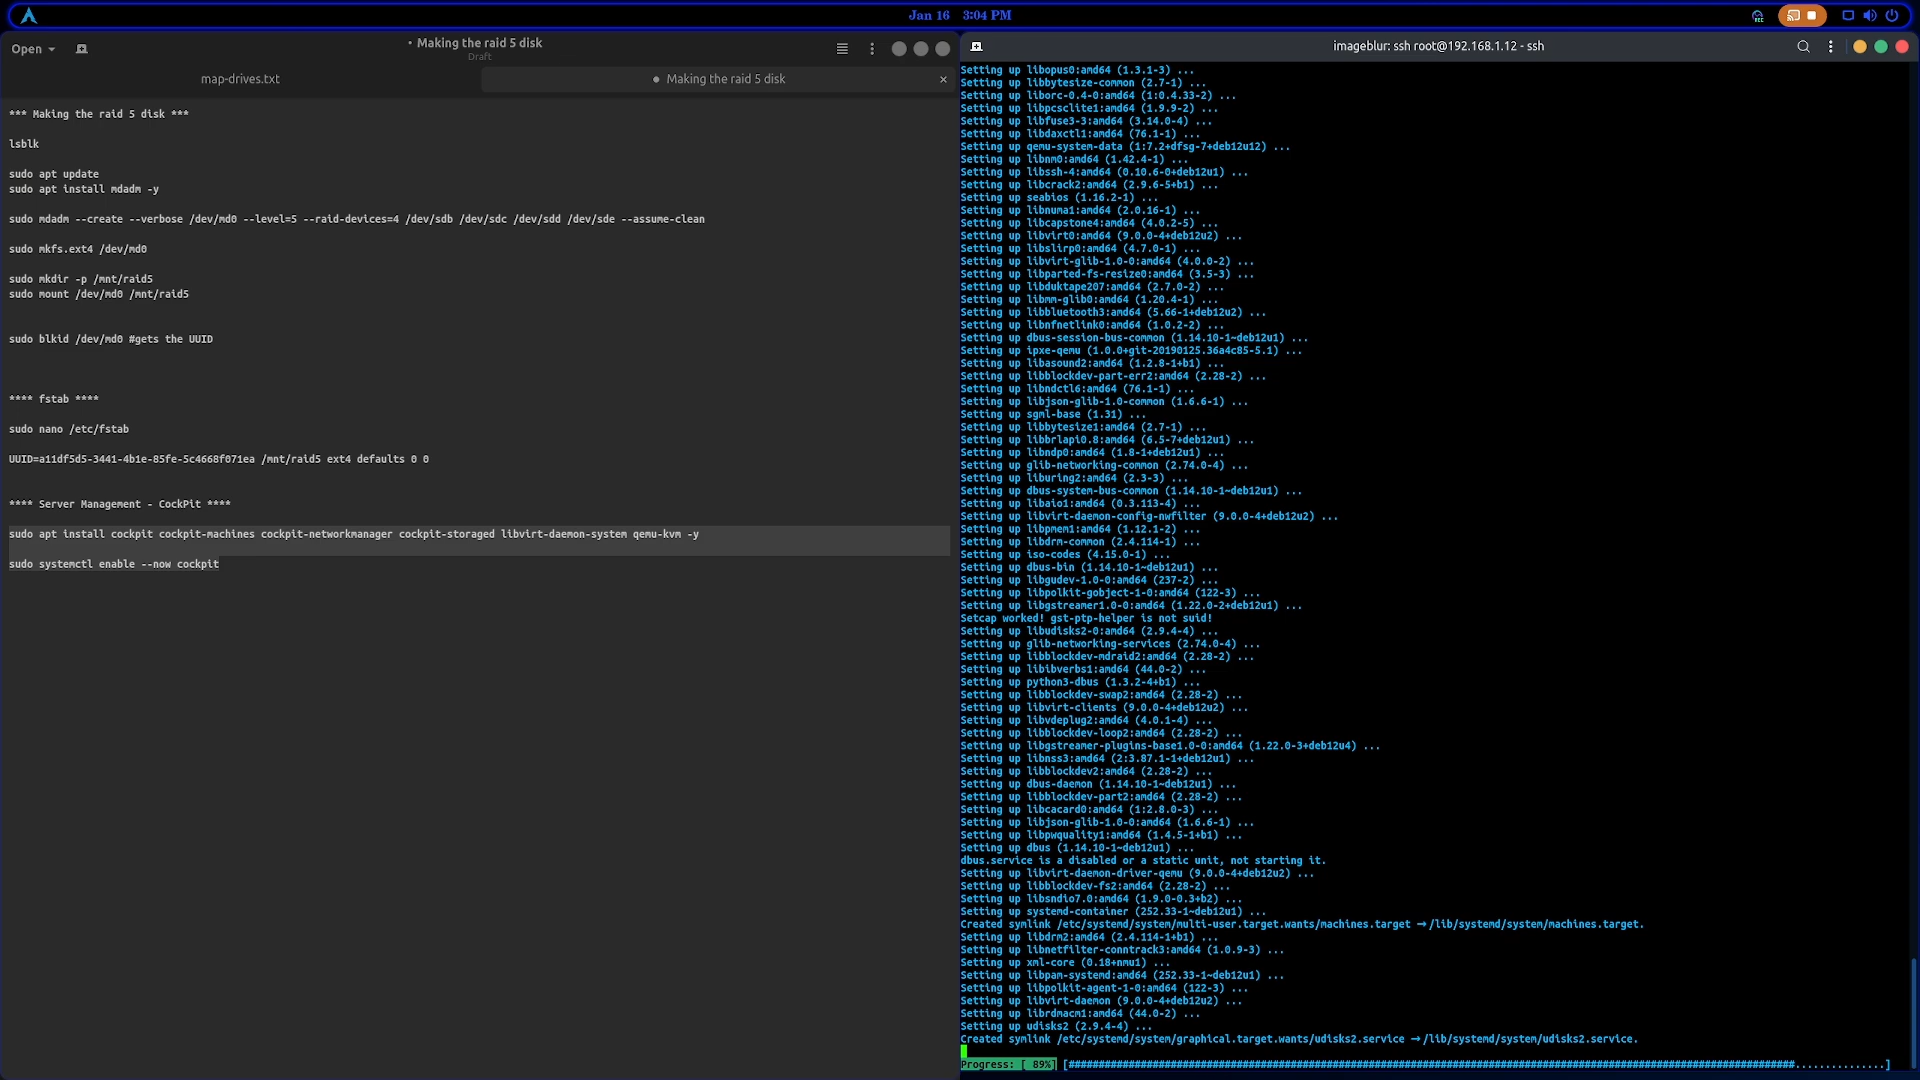 Jan 16 3:04 PM
Open
• Making the raid 5 disk
Draft
map-drives.txt
● Making the raid 5 disk
*** Making the raid 5 disk ***
lsblk
sudo apt update
sudo apt install mdadm -y
sudo mdadm --create --verbose /dev/md0 --level=5 --raid-devices=4 /dev/sdb /dev/sdc /dev/sdd /dev/sde --assume-clean
sudo mkfs.ext4 /dev/md0
sudo mkdir -p /mnt/raid5
sudo mount /dev/md0 /mnt/raid5
sudo blkid /dev/md0 #gets the UUID
**** fstab ****
sudo nano /etc/fstab
UUID=a11df5d5-3441-4b1e-85fe-5c4668f071ea /mnt/raid5 ext4 defaults 0 0
**** Server Management - CockPit ****
sudo apt install cockpit cockpit-machines cockpit-networkmanager cockpit-storaged libvirt-daemon-system qemu-kvm -y
sudo systemctl enable --now cockpit
imageblur: ssh root@192.168.1.12 - ssh
Setting up libopus0:amd64 (1.3.1-3) ...
Setting up libbytesize-common (2.7-1) ...
Setting up liborc-0.4-0:amd64 (1:0.4.33-2) ...
Setting up libpcsclite1:amd64 (1.9.9-2) ...
Setting up libfuse3-3:amd64 (3.14.0-4) ...
Setting up libdaxctl1:amd64 (76.1-1) ...
Setting up qemu-system-data (1:7.2+dfsg-7+deb12u12) ...
Setting up libnm0:amd64 (1.42.4-1) ...
Setting up libssh-4:amd64 (0.10.6-0+deb12u1) ...
Setting up libcrack2:amd64 (2.9.6-5+b1) ...
Setting up seabios (1.16.2-1) ...
Setting up libnuma1:amd64 (2.0.16-1) ...
Setting up libcapstone4:amd64 (4.0.2-5) ...
Setting up libvirt0:amd64 (9.0.0-4+deb12u2) ...
Setting up libslirp0:amd64 (4.7.0-1) ...
Setting up libvirt-glib-1.0-0:amd64 (4.0.0-2) ...
Setting up libparted-fs-resize0:amd64 (3.5-3) ...
Setting up libduktape207:amd64 (2.7.0-2) ...
Setting up libmm-glib0:amd64 (1.20.4-1) ...
Setting up libbluetooth3:amd64 (5.66-1+deb12u2) ...
Setting up libnfnetlink0:amd64 (1.0.2-2) ...
Setting up dbus-session-bus-common (1.14.10-1~deb12u1) ...
Setting up ipxe-qemu (1.0.0+git-20190125.36a4c85-5.1) ...
Setting up libasound2:amd64 (1.2.8-1+b1) ...
Setting up libblockdev-part-err2:amd64 (2.28-2) ...
Setting up libndctl6:amd64 (76.1-1) ...
Setting up libjson-glib-1.0-common (1.6.6-1) ...
Setting up sgml-base (1.31) ...
Setting up libbytesize1:amd64 (2.7-1) ...
Setting up libbrlapi0.8:amd64 (6.5-7+deb12u1) ...
Setting up libndp0:amd64 (1.8-1+deb12u1) ...
Setting up glib-networking-common (2.74.0-4) ...
Setting up liburing2:amd64 (2.3-3) ...
Setting up dbus-system-bus-common (1.14.10-1~deb12u1) ...
Setting up libaio1:amd64 (0.3.113-4) ...
Setting up libvirt-daemon-config-nwfilter (9.0.0-4+deb12u2) ...
Setting up libpmem1:amd64 (1.12.1-2) ...
Setting up libdrm-common (2.4.114-1) ...
Setting up iso-codes (4.15.0-1) ...
Setting up dbus-bin (1.14.10-1~deb12u1) ...
Setting up libgudev-1.0-0:amd64 (237-2) ...
Setting up libpolkit-gobject-1-0:amd64 (122-3) ...
Setting up libgstreamer1.0-0:amd64 (1.22.0-2+deb12u1) ...
Setcap worked! gst-ptp-helper is not suid!
Setting up libudisks2-0:amd64 (2.9.4-4) ...
Setting up glib-networking-services (2.74.0-4) ...
Setting up libblockdev-mdraid2:amd64 (2.28-2) ...
Setting up libibverbs1:amd64 (44.0-2) ...
Setting up python3-dbus (1.3.2-4+b1) ...
Setting up libblockdev-swap2:amd64 (2.28-2) ...
Setting up libvirt-clients (9.0.0-4+deb12u2) ...
Setting up libvdeplug2:amd64 (4.0.1-4) ...
Setting up libblockdev-loop2:amd64 (2.28-2) ...
Setting up libgstreamer-plugins-base1.0-0:amd64 (1.22.0-3+deb12u4) ...
Setting up libnss3:amd64 (2:3.87.1-1+deb12u1) ...
Setting up libblockdev2:amd64 (2.28-2) ...
Setting up dbus-daemon (1.14.10-1~deb12u1) ...
Setting up libblockdev-part2:amd64 (2.28-2) ...
Setting up libcacard0:amd64 (1:2.8.0-3) ...
Setting up libjson-glib-1.0-0:amd64 (1.6.6-1) ...
Setting up libpwquality1:amd64 (1.4.5-1+b1) ...
Setting up dbus (1.14.10-1~deb12u1) ...
dbus.service is a disabled or a static unit, not starting it.
Setting up libvirt-daemon-driver-qemu (9.0.0-4+deb12u2) ...
Setting up libblockdev-fs2:amd64 (2.28-2) ...
Setting up libsndio7.0:amd64 (1.9.0-0.3+b2) ...
Setting up systemd-container (252.33-1~deb12u1) ...
Created symlink /etc/systemd/system/multi-user.target.wants/machines.target → /lib/systemd/system/machines.target.
Setting up libdrm2:amd64 (2.4.114-1+b1) ...
Setting up libnetfilter-conntrack3:amd64 (1.0.9-3) ...
Setting up xml-core (0.18+nmu1) ...
Setting up libpam-systemd:amd64 (252.33-1~deb12u1) ...
Setting up libpolkit-agent-1-0:amd64 (122-3) ...
Setting up libvirt-daemon (9.0.0-4+deb12u2) ...
Setting up librdmacm1:amd64 (44.0-2) ...
Setting up udisks2 (2.9.4-4) ...
Created symlink /etc/systemd/system/graphical.target.wants/udisks2.service → /lib/systemd/system/udisks2.service.
Progress: [ 89%]